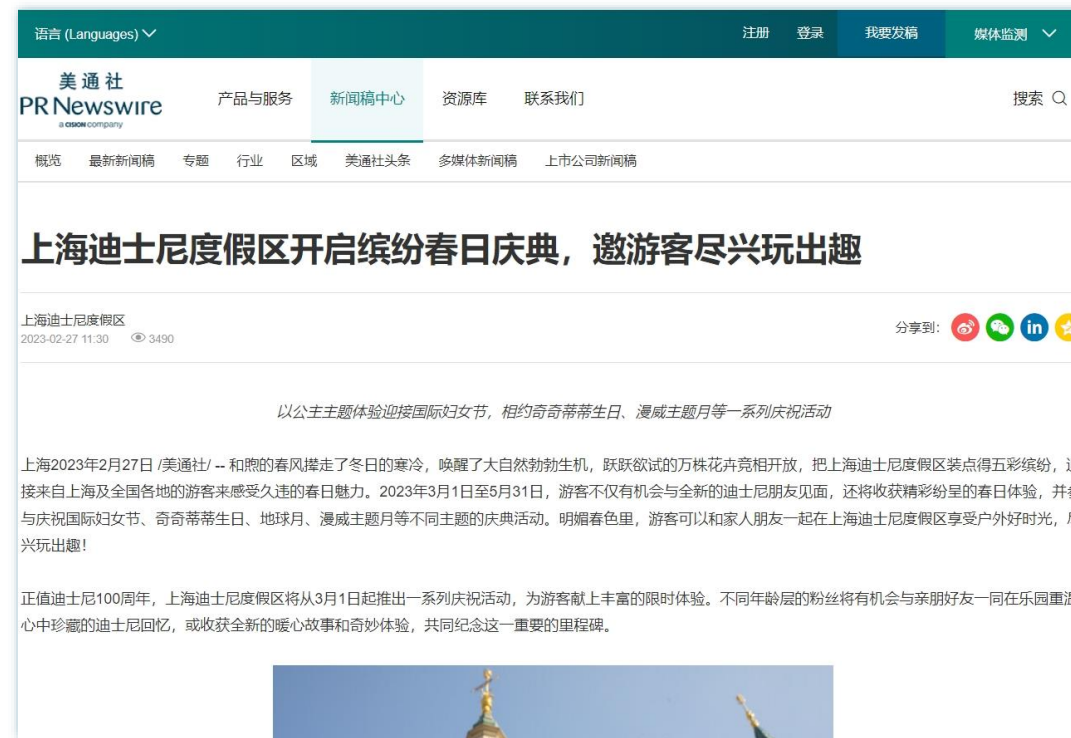 语言 (Languages)
注册
登录
我要发稿
媒体监测
美通社
PR Newswire
a CISION company
产品与服务
新闻稿中心
资源库
联系我们
搜索
概览
最新新闻稿
专题
行业
区域
美通社头条
多媒体新闻稿
上市公司新闻稿
上海迪士尼度假区开启缤纷春日庆典，邀游客尽兴玩出趣
上海迪士尼度假区
2023-02-27 11:30
3490
分享到:
以公主主题体验迎接国际妇女节，相约奇奇蒂蒂生日、漫威主题月等一系列庆祝活动
上海2023年2月27日 /美通社/ -- 和煦的春风撵走了冬日的寒冷，唤醒了大自然勃勃生机，跃跃欲试的万株花卉竞相开放，把上海迪士尼度假区装点得五彩缤纷，
接来自上海及全国各地的游客来感受久违的春日魅力。2023年3月1日至5月31日，游客不仅有机会与全新的迪士尼朋友见面，还将收获精彩纷呈的春日体验，并
与庆祝国际妇女节、奇奇蒂蒂生日、地球月、漫威主题月等不同主题的庆典活动。明媚春色里，游客可以和家人朋友一起在上海迪士尼度假区享受户外好时光，
兴玩出趣！
正值迪士尼100周年，上海迪士尼度假区将从3月1日起推出一系列庆祝活动，为游客献上丰富的限时体验。不同年龄层的粉丝将有机会与亲朋好友一同在乐园重温
心中珍藏的迪士尼回忆，或收获全新的暖心故事和奇妙体验，共同纪念这一重要的里程碑。